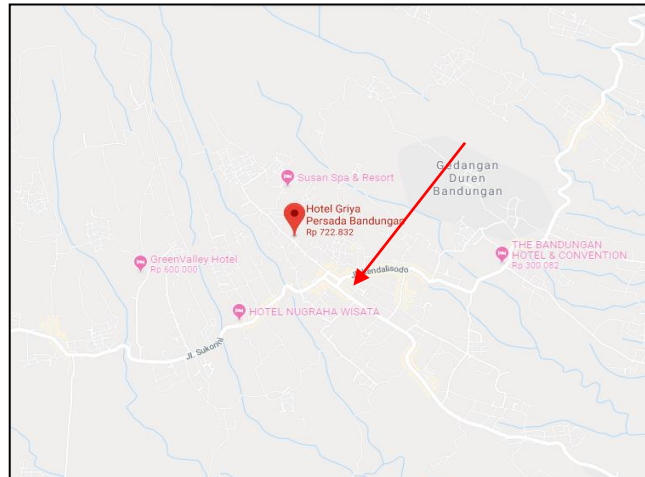 Gedangan
Duren
Bandungan
Susan Spa & Resort
Hotel Griya
Persada Bandungan
Rp 722.832
GreenValley Hotel
Rp 600.000
THE BANDUNGAN
HOTEL & CONVENTION
Rp 300.082
HOTEL NUGRAHA WISATA
Jl. Sukorini